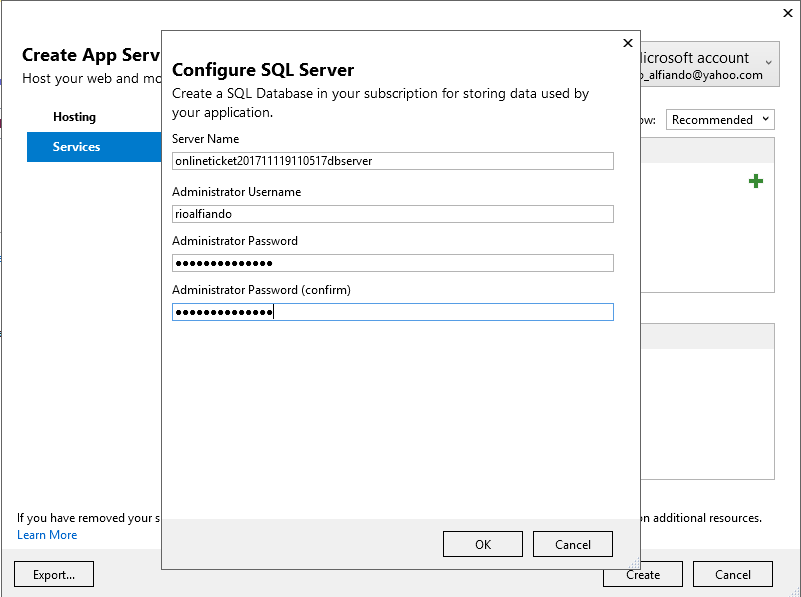 Create App Serv
Host your web and mo
Hosting
Services
Microsoft account
o_alfiando@yahoo.com
ow:
Recommended
Configure SQL Server
Create a SQL Database in your subscription for storing data used by
your application.
Server Name
onlineticket201711119110517dbserver
Administrator Username
rioalfiando
Administrator Password
●●●●●●●●●●●●●●
Administrator Password (confirm)
●●●●●●●●●●●●●●
If you have removed your s
on additional resources.
Learn More
OK
Cancel
Export...
Create
Cancel